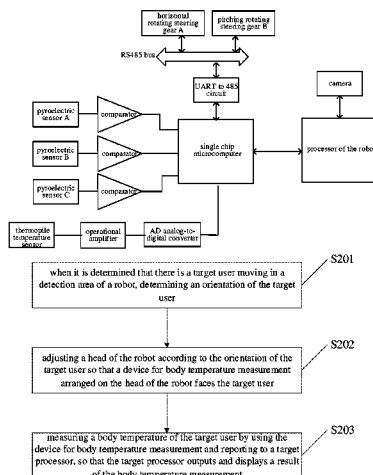 horizontal
rotating steering
gear A
pitching rotating
steering gear B
RS485 bus
UART to 485
circuit
camera
pyroelectric
sensor A
comparator
pyroelectric
sensor B
comparator
single chip
microcomputer
processor of the robot
pyroelectric
sensor C
comparator
thermopile
temperature
sensor
operational
amplifier
AD analog-to-
digital converter
S201
when it is determined that there is a target user moving in a
detection area of a robot, determining an orientation of the target
user
S202
adjusting a head of the robot according to the orientation of the
target user so that a device for body temperature measurement
arranged on the head of the robot faces the target user
S203
measuring a body temperature of the target user by using the
device for body temperature measurement and reporting to a target
processor, so that the target processor outputs and displays a result
of the body temperature measurement